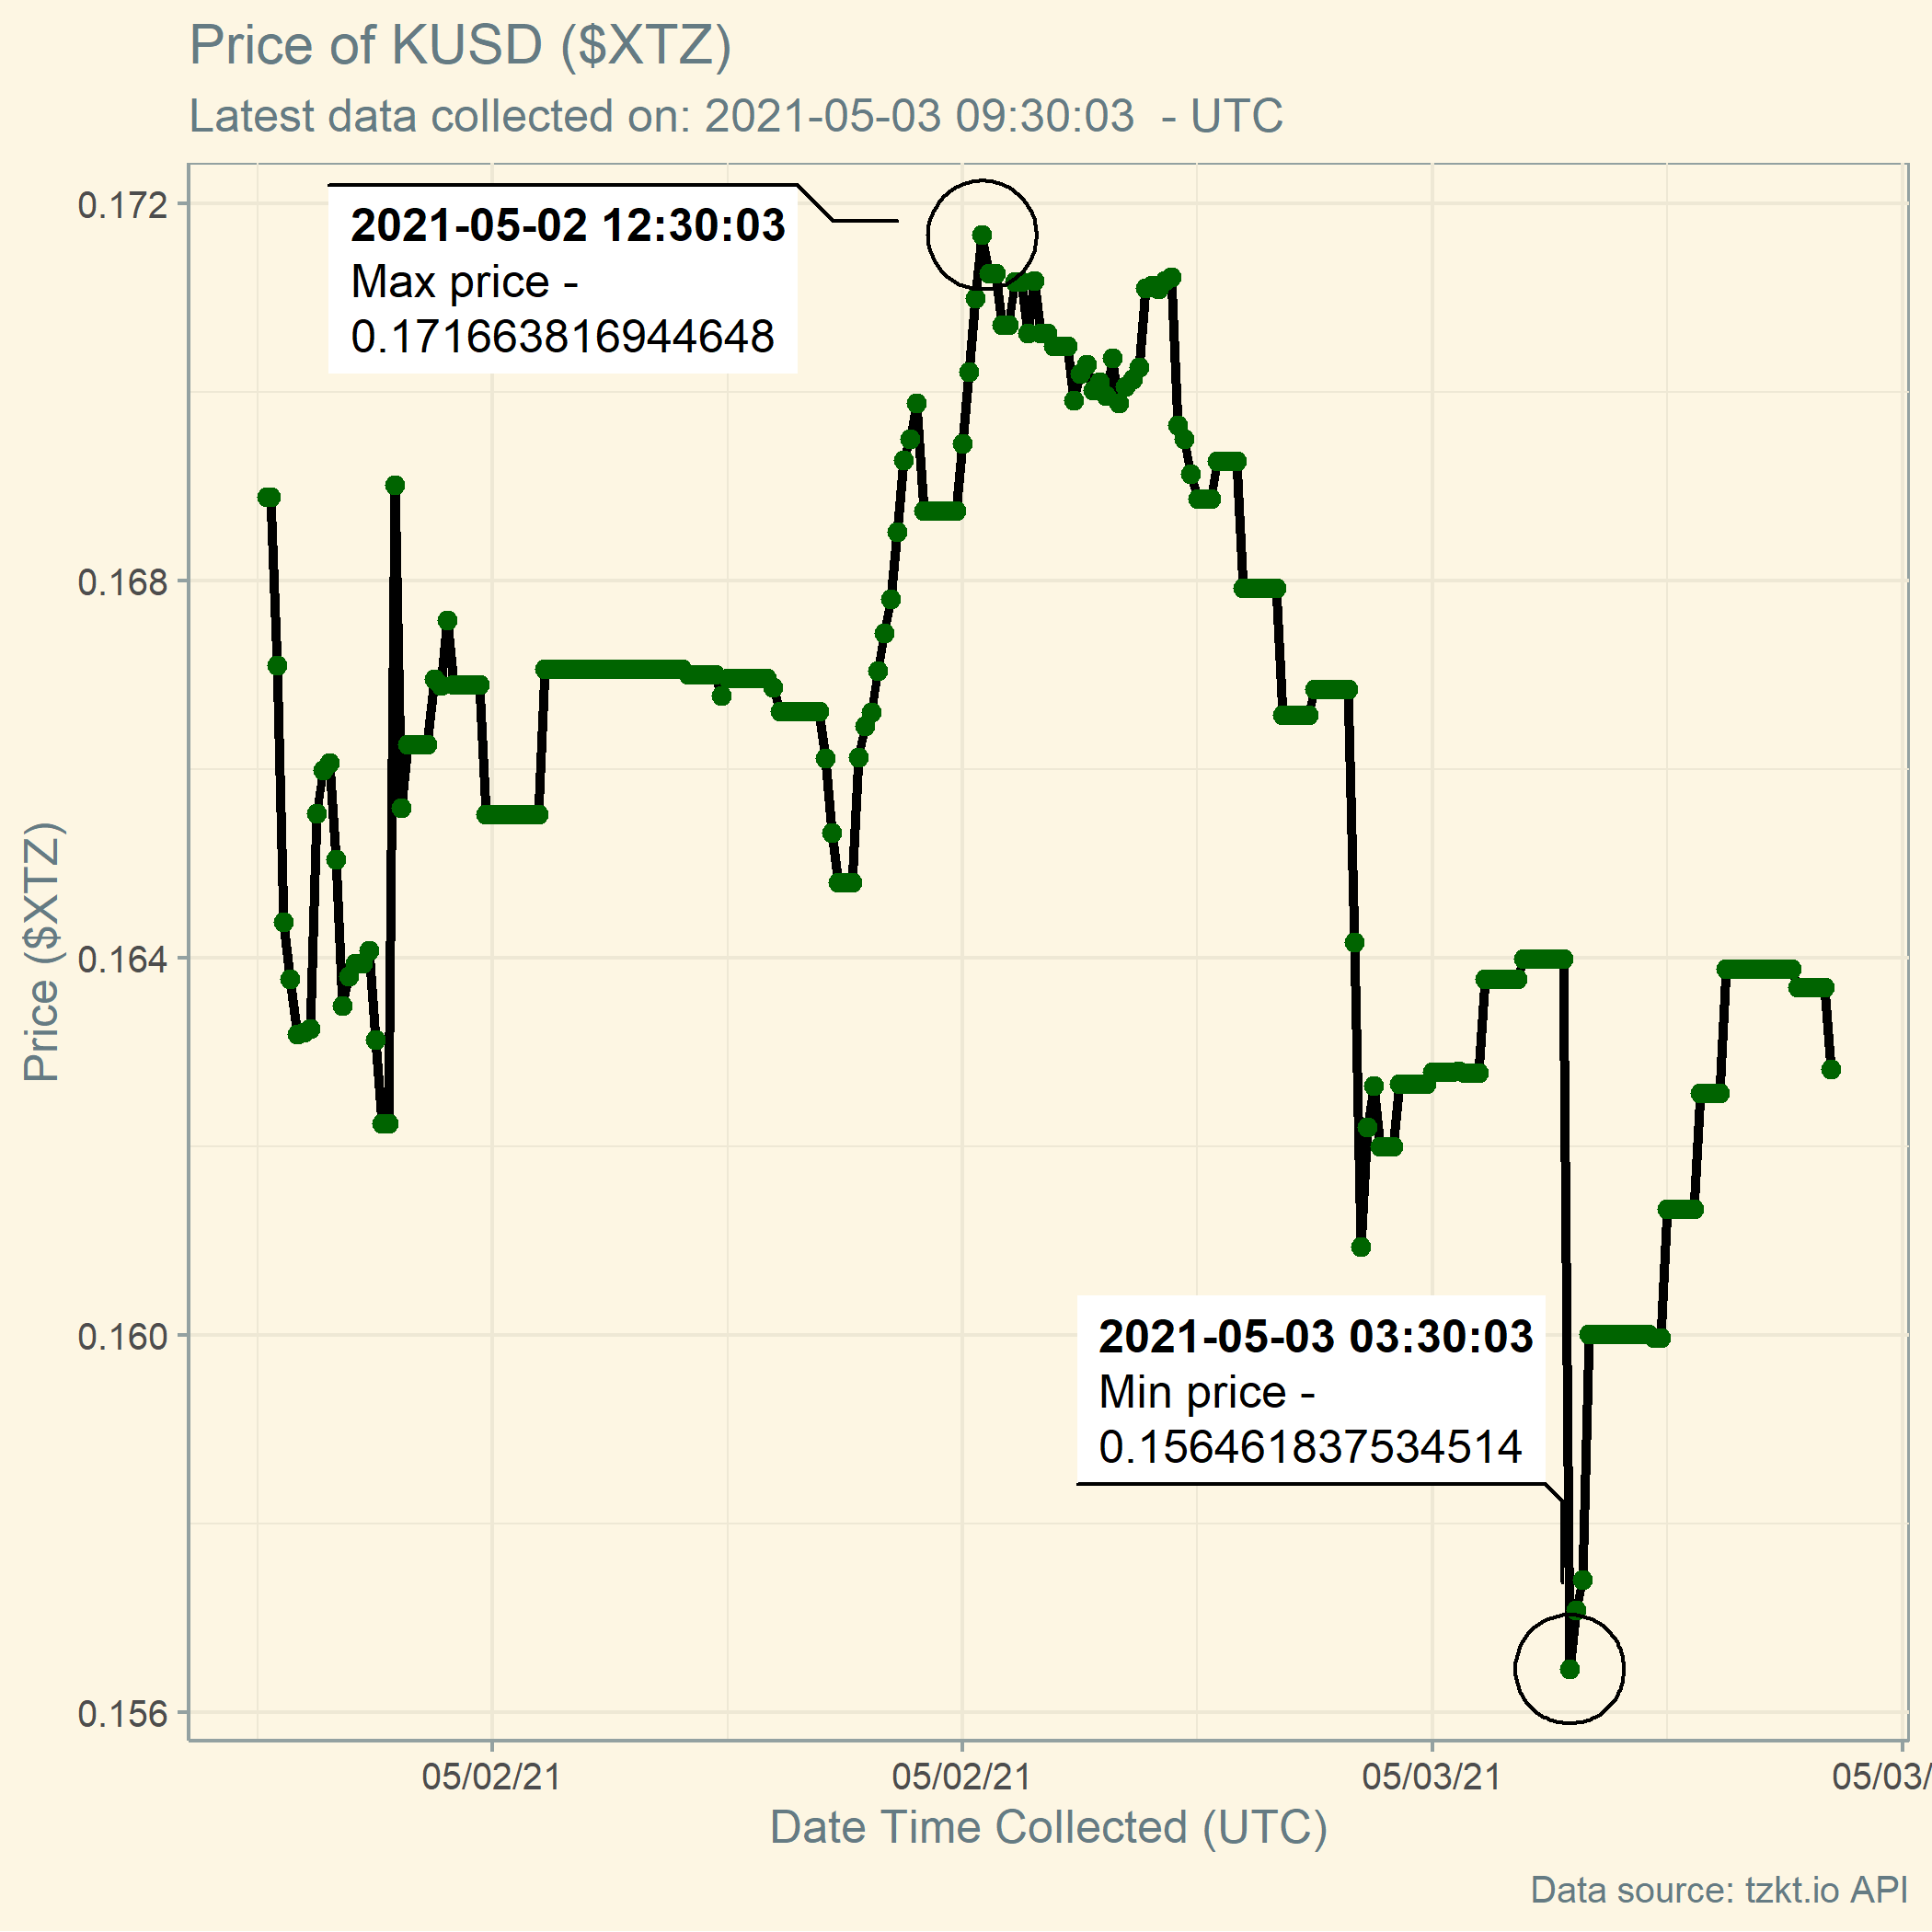 Price of KUSD ($XTZ)
Latest data collected on: 2021-05-03 09:30:03  - UTC
2021-05-02 12:30:03
Max price -
0.171663816944648
0.172
0.168
0.164
0.160
0.156
Price ($XTZ)
2021-05-03 03:30:03
Min price -
0.156461837534514
05/02/21
05/02/21
05/03/21
05/03/
Date Time Collected (UTC)
Data source: tzkt.io API